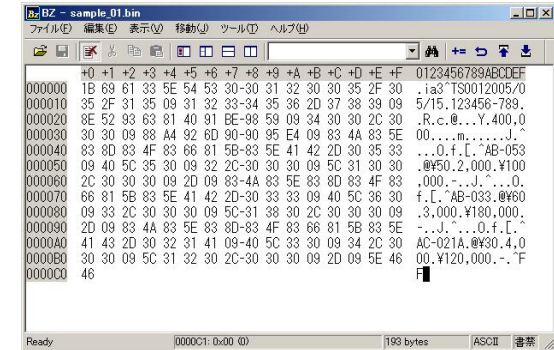 BZ - sample_01.bin
ファイル(F) 編集(E) 表示(V) 移動(J) ツール(T) ヘルプ(H)
+0 +1 +2 +3 +4 +5 +6 +7 +8 +9 +A +B +C +D +E +F 0123456789ABCDEF
000000 1B 69 61 33 5E 54 53 30-30 31 32 30 30 35 2F 30 .ia3^TS0012005/0
000010 35 2F 31 35 09 31 32 33-34 35 36 2D 37 38 39 09 5/15.123456-789.
000020 8E 52 93 63 81 40 91 BE-98 59 09 34 30 30 2C 30 .R.c.@...Y.400,0
000030 30 30 09 88 A4 92 6D 90-90 95 E4 09 83 4A 83 5E 00....m......J.^
000040 83 8D 83 4F 83 66 81 5B-83 5E 41 42 2D 30 35 33 ...O.f.[.^AB-053
000050 09 40 5C 35 30 09 32 2C-30 30 30 09 5C 31 30 30 .@¥50.2,000.¥100
000060 2C 30 30 30 09 2D 09 83-4A 83 5E 83 8D 83 4F 83 ,000.-..J.^...O.
000070 66 81 5B 83 5E 41 42 2D-30 33 33 09 40 5C 36 30 f.[.^AB-033.@¥60
000080 09 33 2C 30 30 30 09 5C-31 38 30 2C 30 30 30 09 .3,000.¥180,000.
000090 2D 09 83 4A 83 5E 83 8D-83 4F 83 66 81 5B 83 5E -..J.^...O.f.[.^
0000A0 41 43 2D 30 32 31 41 09-40 5C 33 30 09 34 2C 30 AC-021A.@¥30.4,0
0000B0 30 30 09 5C 31 32 30 2C-30 30 30 09 2D 09 5E 46 00.¥120,000.-.^F
0000C0 46 F
Ready 0000C1: 0x00 (0) 193 bytes ASCII 書禁